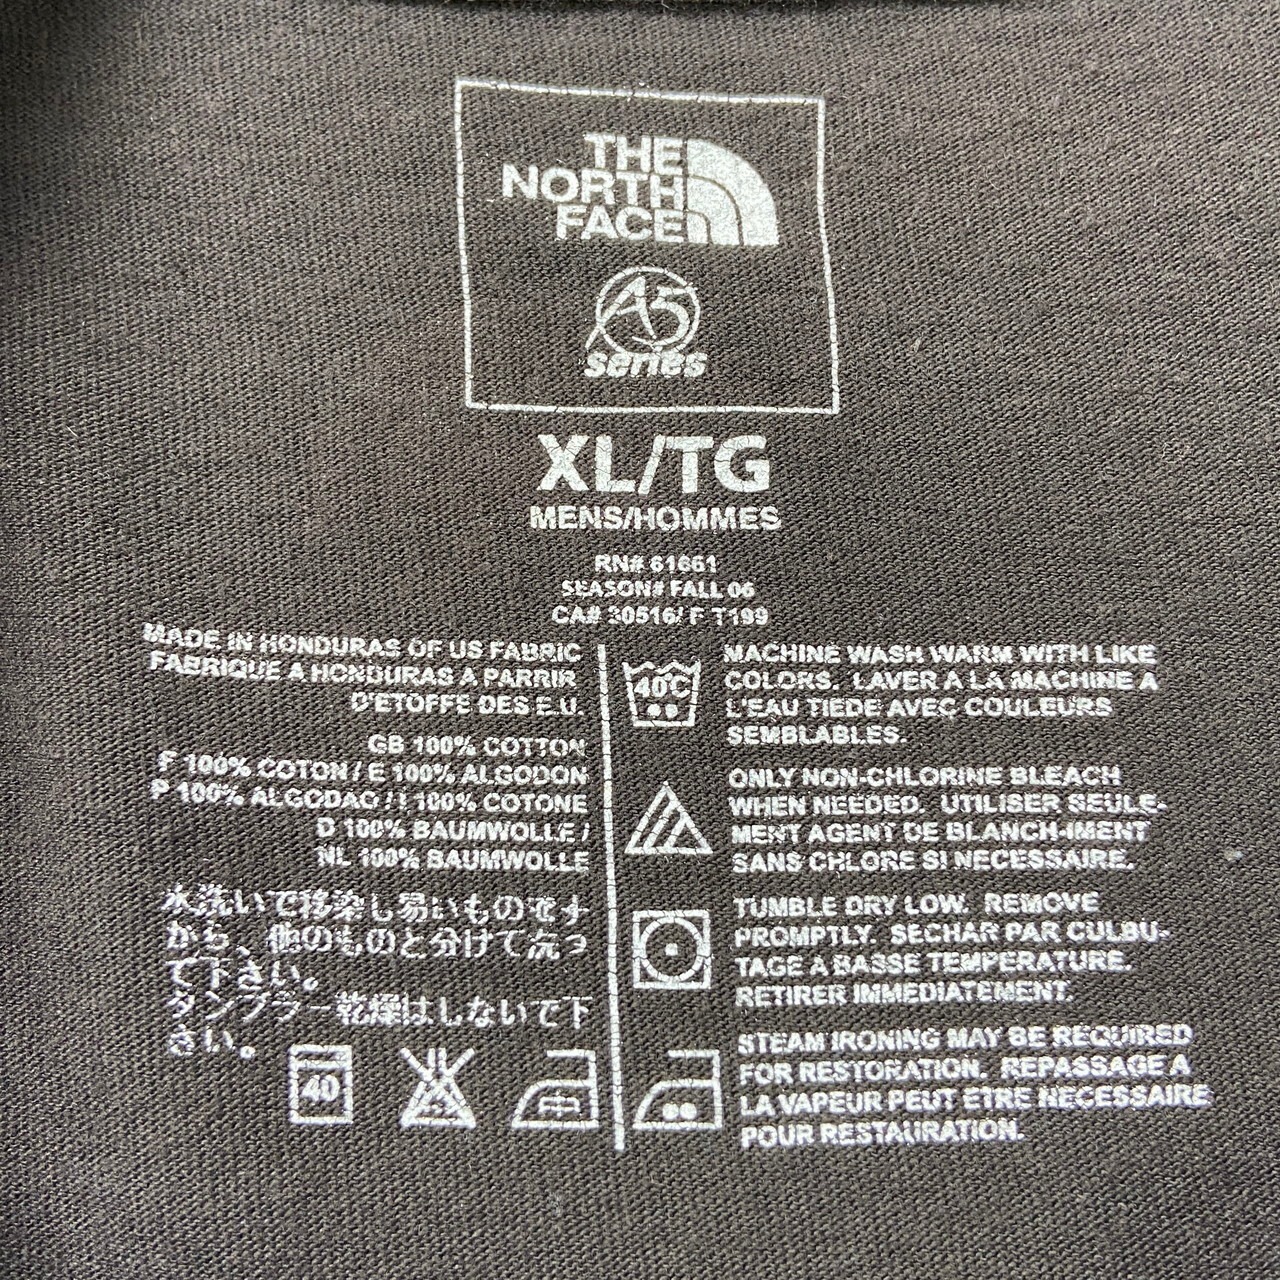 THE
NORTH
FACE
A5
series
XL/TG
MENS/HOMMES
RN# 61661
SEASON# FALL 06
CA# 30516/ F T199
MADE IN HONDURAS OF US FABRIC
FABRIQUE A HONDURAS A PARRIR
D'ETOFFE DES E.U.
GB 100% COTTON
F 100% COTON / E 100% ALGODON
P 100% ALGODAO / I 100% COTONE
D 100% BAUMWOLLE /
NL 100% BAUMWOLLE
水洗いで移染し易いものです
から、他のものと分けて洗っ
て下さい。
タンブラー乾燥はしないで下
さい。
40
中
40C
MACHINE WASH WARM WITH LIKE
COLORS. LAVER A LA MACHINE A
L'EAU TIEDE AVEC COULEURS
SEMBLABLES.
ONLY NON-CHLORINE BLEACH
WHEN NEEDED. UTILISER SEULE-
MENT AGENT DE BLANCH-IMENT
SANS CHLORE SI NECESSAIRE.
TUMBLE DRY LOW. REMOVE
PROMPTLY. SECHAR PAR CULBU-
TAGE A BASSE TEMPERATURE.
RETIRER IMMEDIATEMENT.
STEAM IRONING MAY BE REQUIRED
FOR RESTORATION. REPASSAGE A
LA VAPEUR PEUT ETRE NECESSAIRE
POUR RESTAURATION.